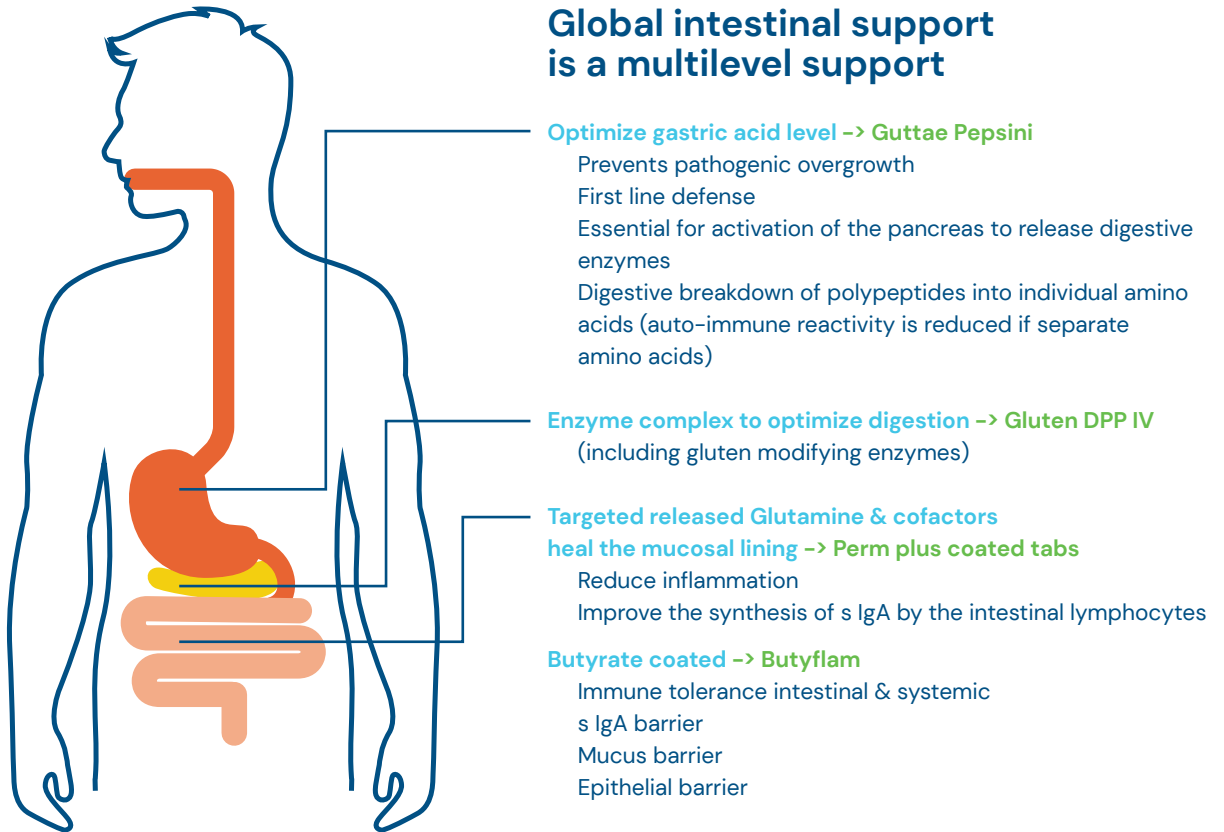 Global intestinal support
is a multilevel support
Optimize gastric acid level -> Guttae Pepsini
Prevents pathogenic overgrowth
First line defense
Essential for activation of the pancreas to release digestive
enzymes
Digestive breakdown of polypeptides into individual amino
acids (auto-immune reactivity is reduced if separate
amino acids)
Enzyme complex to optimize digestion -> Gluten DPP IV
(including gluten modifying enzymes)
Targeted released Glutamine & cofactors
heal the mucosal lining -> Perm plus coated tabs
Reduce inflammation
Improve the synthesis of s IgA by the intestinal lymphocytes
Butyrate coated -> Butyflam
Immune tolerance intestinal & systemic
s IgA barrier
Mucus barrier
Epithelial barrier